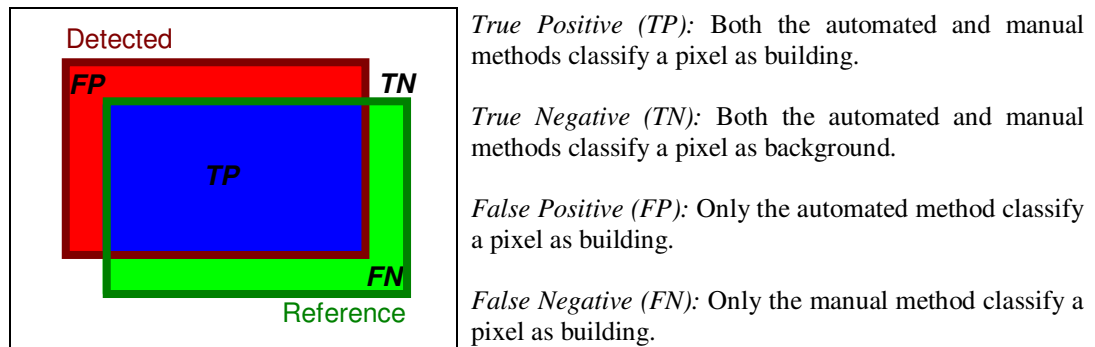 Detected
FP
TN
TP
FN
Reference
True Positive (TP): Both the automated and manual
methods classify a pixel as building.
True Negative (TN): Both the automated and manual
methods classify a pixel as background.
False Positive (FP): Only the automated method classify
a pixel as building.
False Negative (FN): Only the manual method classify a
pixel as building.